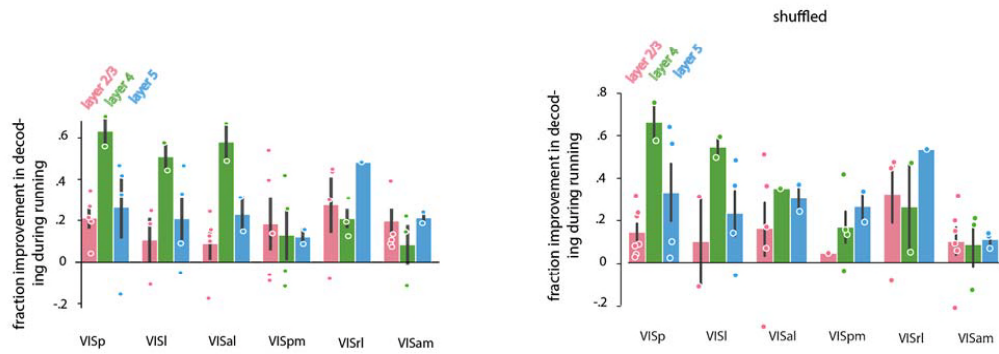 shuffled
fraction improvement in decod-
ing during running
layer 2/3
layer 4
layer 5
.6
.4
.2
0
-.2
VISp VISl VISal VISpm VISrl VISam
fraction improvement in decod-
ing during running
layer 2/3
layer 4
layer 5
.8
.6
.4
.2
0
-.2
VISp VISl VISal VISpm VISrl VISam